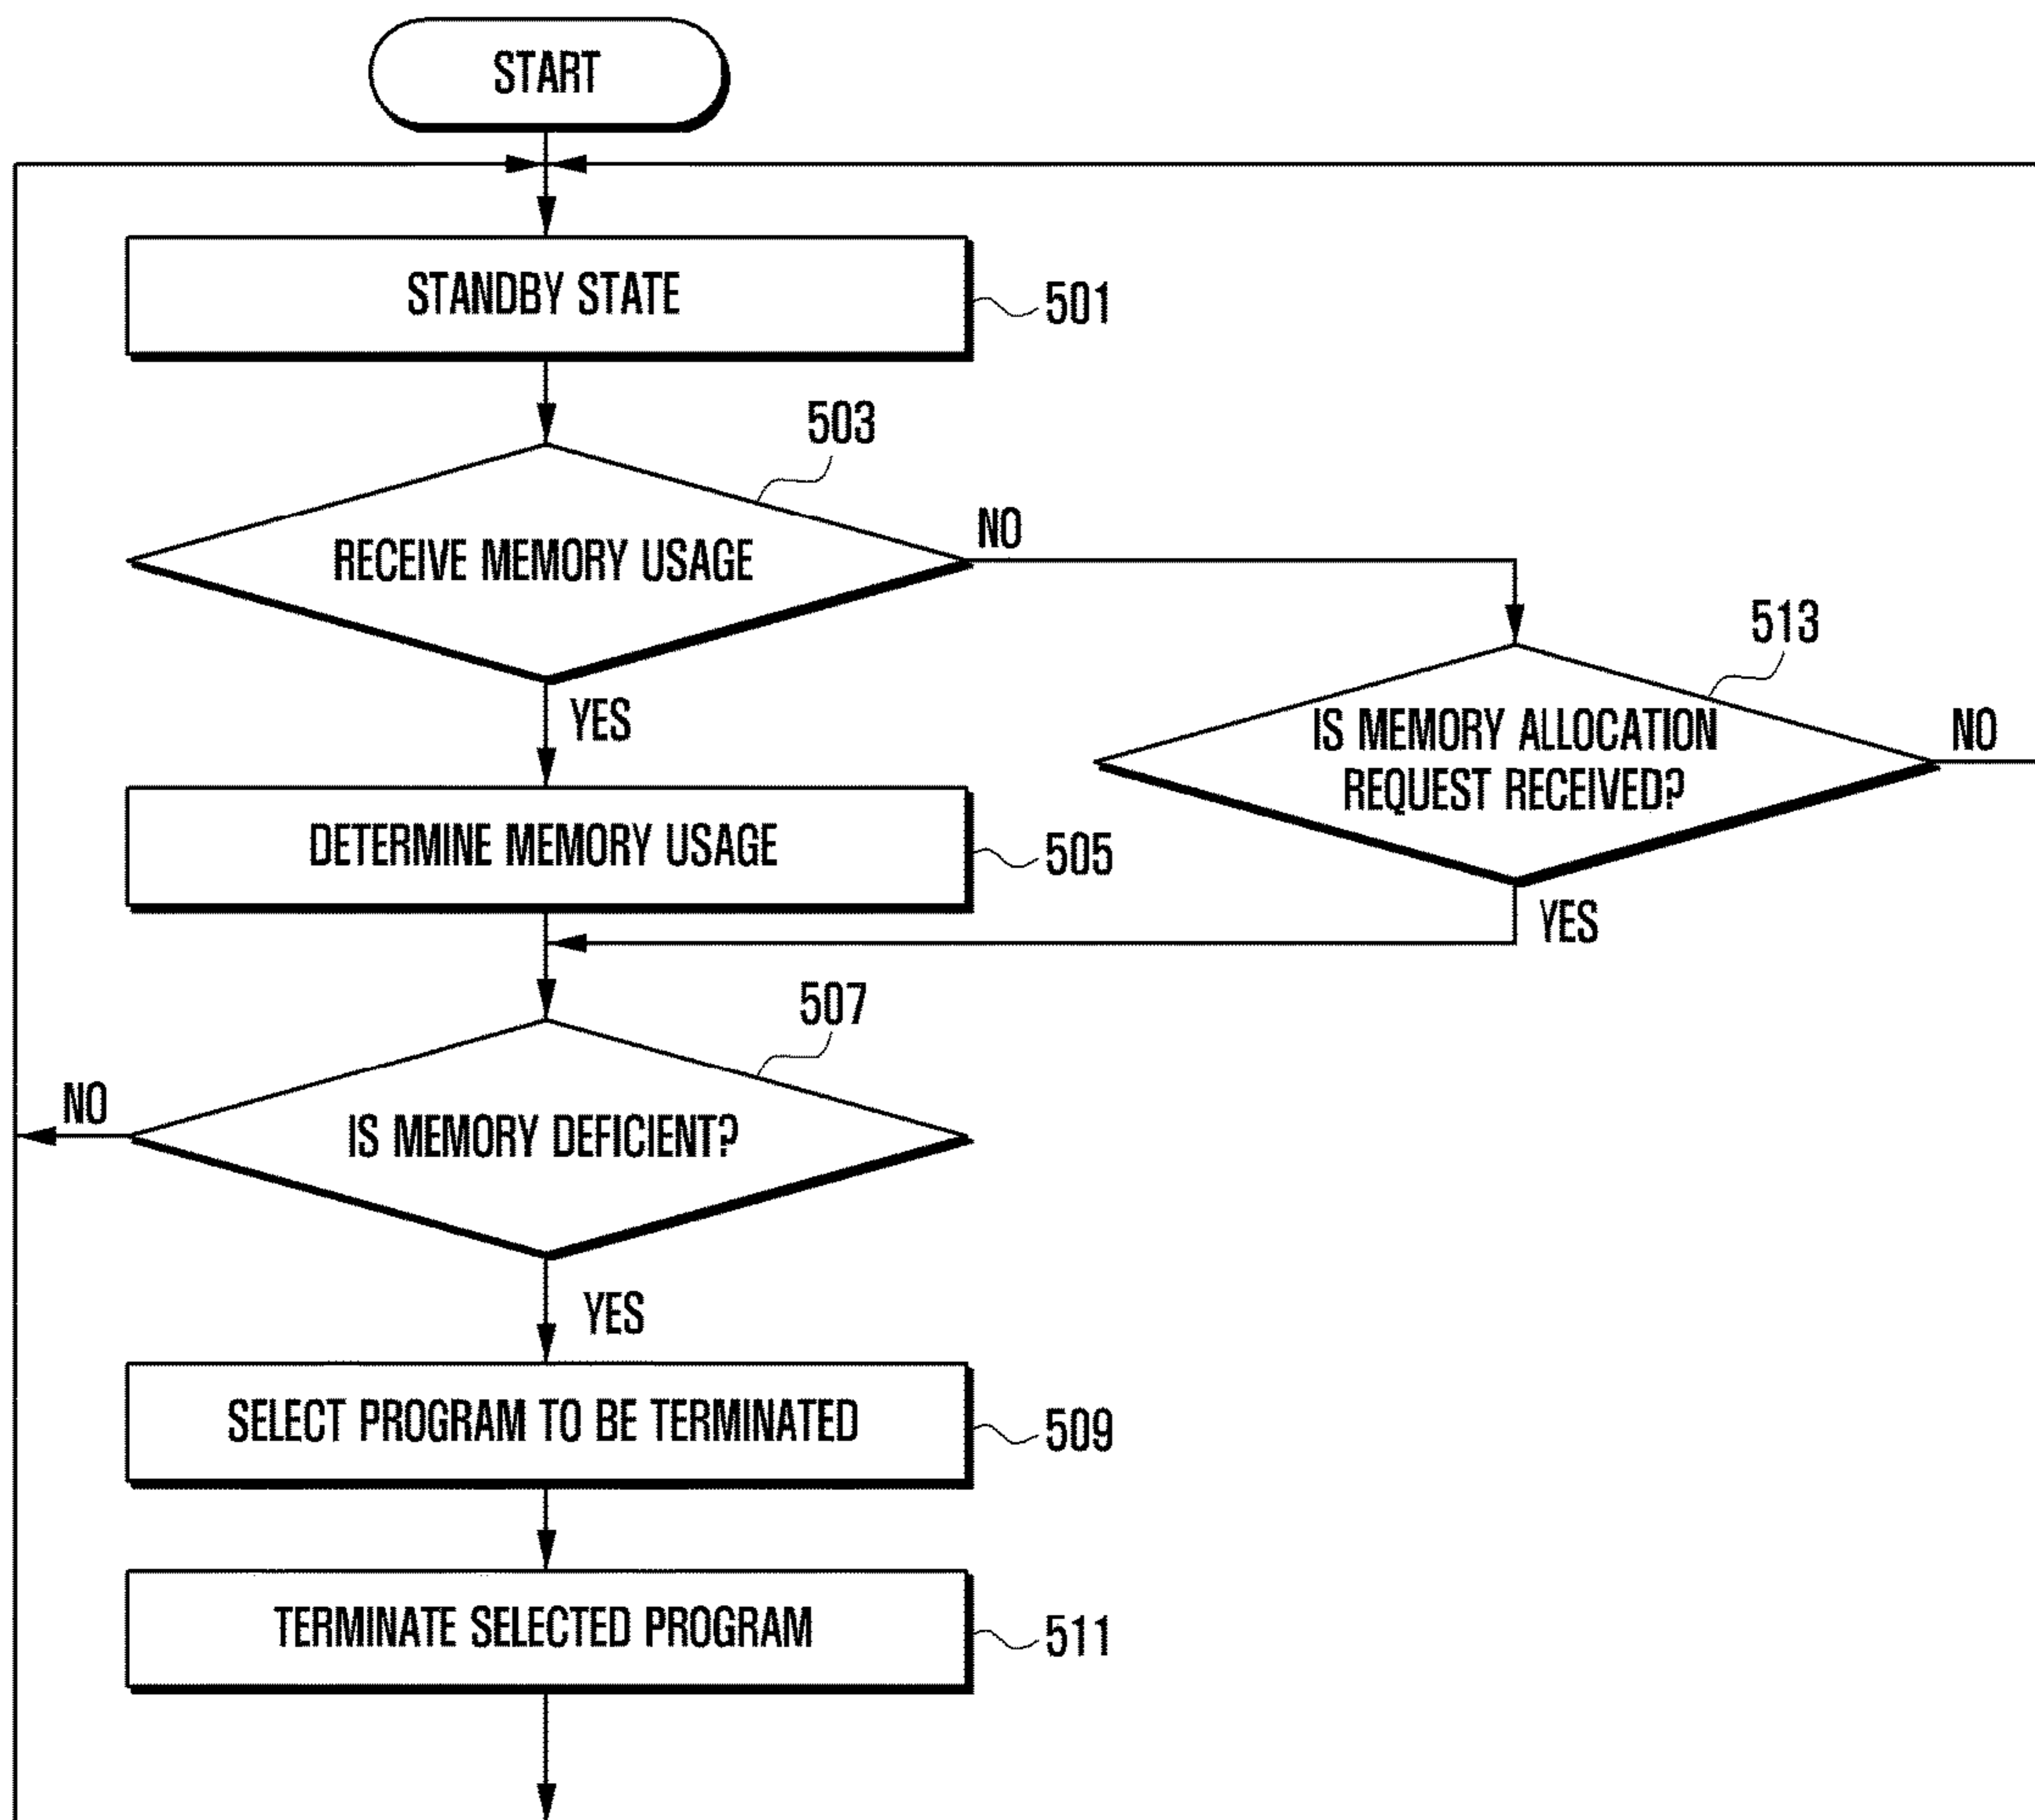 START
STANDBY STATE
501
503
RECEIVE MEMORY USAGE
NO
YES
513
IS MEMORY ALLOCATION
REQUEST RECEIVED?
NO
YES
DETERMINE MEMORY USAGE
505
507
IS MEMORY DEFICIENT?
NO
YES
SELECT PROGRAM TO BE TERMINATED
509
TERMINATE SELECTED PROGRAM
511